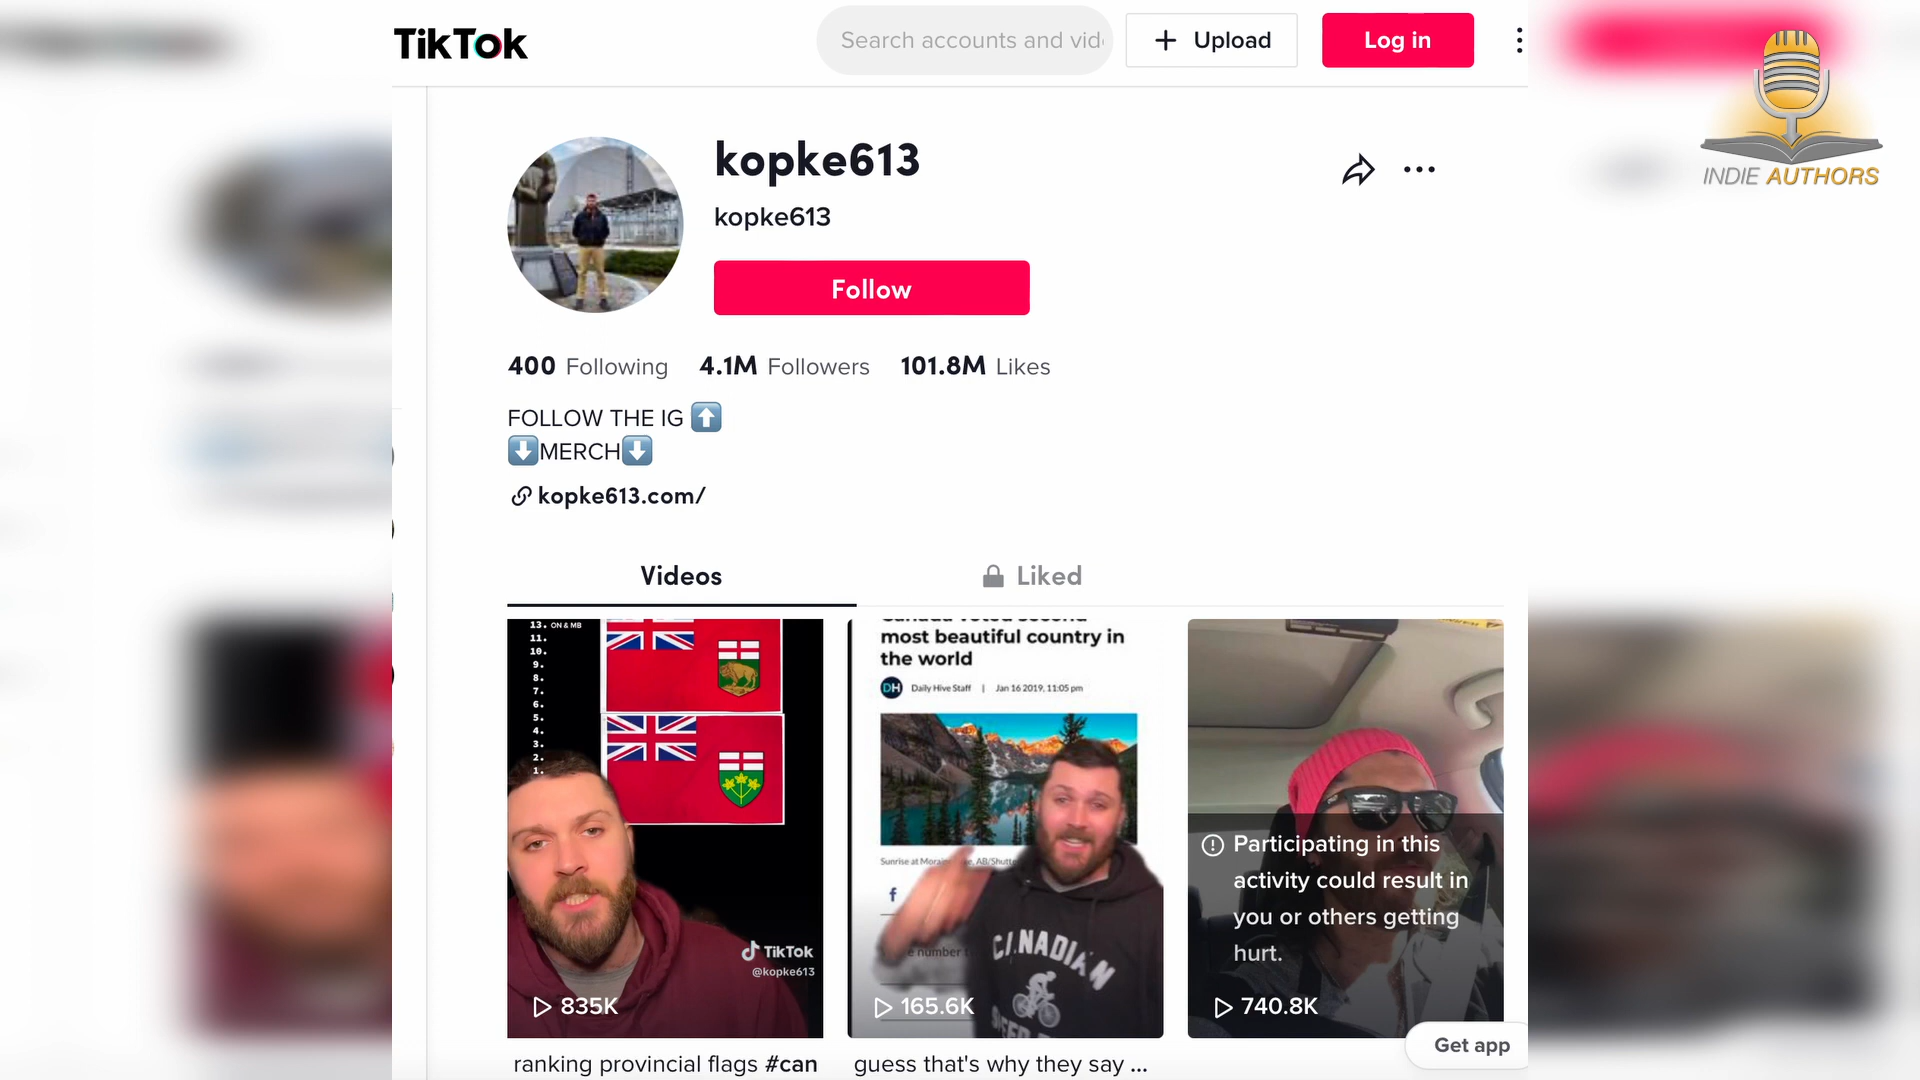 TikTok
Search accounts and vid
+ Upload
Log in
INDIE AUTHORS
kopke613
kopke613
Follow
400 Following 4.1M Followers 101.8M Likes
FOLLOW THE IG ⬆️
⬇️MERCH⬇️
kopke613.com/
Videos
Liked
13. ON & MB
11.
10.
9.
8.
7.
6.
5.
4.
3.
2.
1.
TikTok
@kopke613
835K
most beautiful country in
the world
DH Daily Hive Staff | Jan 16 2019, 11:05 pm
Sunrise at
AB/Shutte
f
e number
CANADIAN
165.6K
Participating in this
activity could result in
you or others getting
hurt.
740.8K
Get app
ranking provincial flags #can
guess that's why they say ...